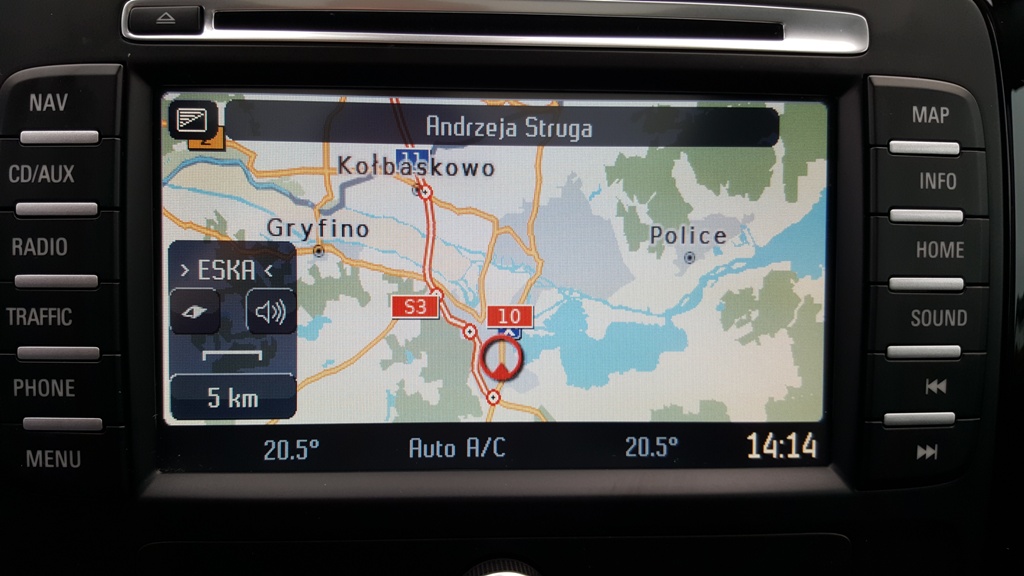 NAV
CD/AUX
RADIO
TRAFFIC
PHONE
MENU
Andrzeja Struga
11
Kołbaskowo
Gryfino
Police
> ESKA <
S3
10
5 km
20.5°
Auto A/C
20.5°
14:14
MAP
INFO
HOME
SOUND